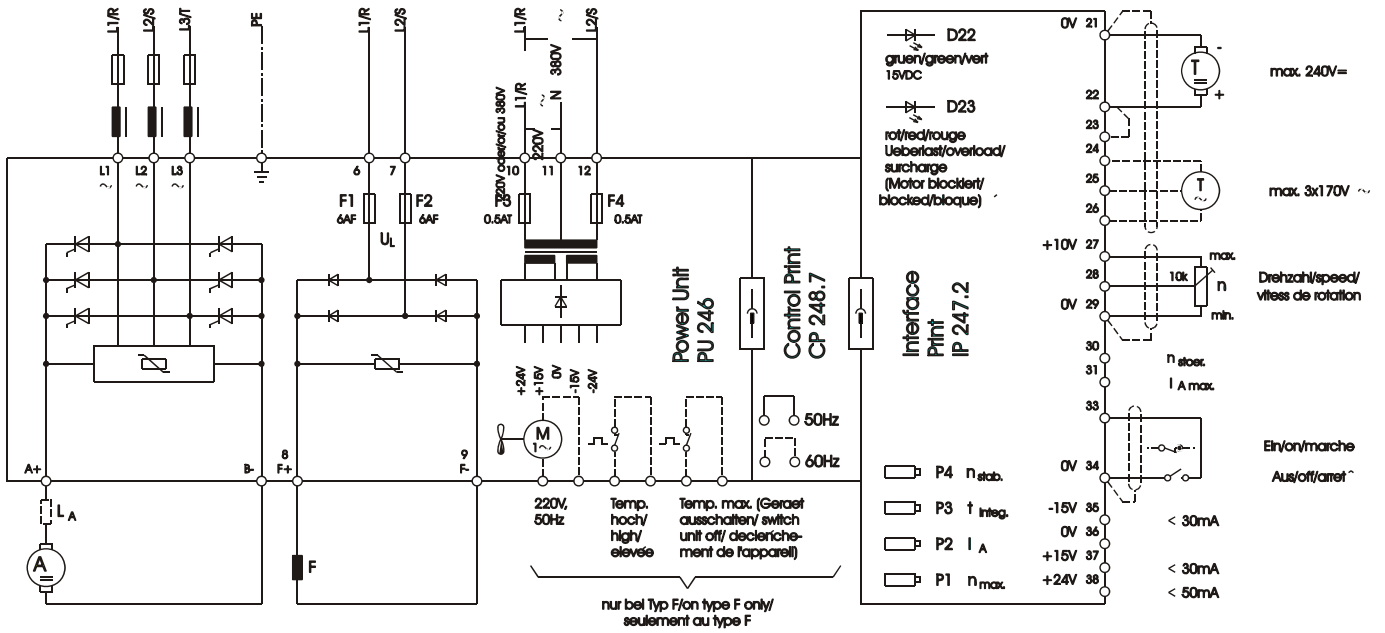 L1/R
L2/S
L3/T
PE
L1/R
L2/S
L1/R
~
L2/S
380V
L1/R
~
N
220V oder/or/ou 380V
220V
L1
~
L2
~
L3
~
6
7
10
11
12
F1
6AF
F2
6AF
UL
F3
0.5AT
F4
0.5AT
Power Unit
PU 246
Control Print
CP 248.7
Interface
Print
IP 247.2
+24V
+15V
0V
-15V
-24V
M
1~
50Hz
60Hz
A+
B-
8
F+
9
F-
LA
A
F
220V,
50Hz
Temp.
hoch/
high/
elevée
Temp. max. (Geraet
ausschalten/ switch
unit off/ declenche-
ment de l'appareil)
nur bei Typ F/on type F only/
seulement au type F
D22
gruen/green/vert
15VDC
D23
rot/red/rouge
Ueberlast/overload/
surcharge
(Motor blockiert/
blocked/bloque) ´
P4 n stab.
P3 t integ.
P2 I A
P1 n max.
0V 21
22
23
24
25
26
+10V 27
28
0V 29
30
31
33
0V 34
-15V 35
0V 36
+15V 37
+24V 38
T
-
+
max. 240V=
T
~
max. 3x170V ~
max.
10k
n
min.
Drehzahl/speed/
vitess de rotation
n stoer.
I A max.
Ein/on/marche
Aus/off/arret ^
< 30mA
< 30mA
< 50mA